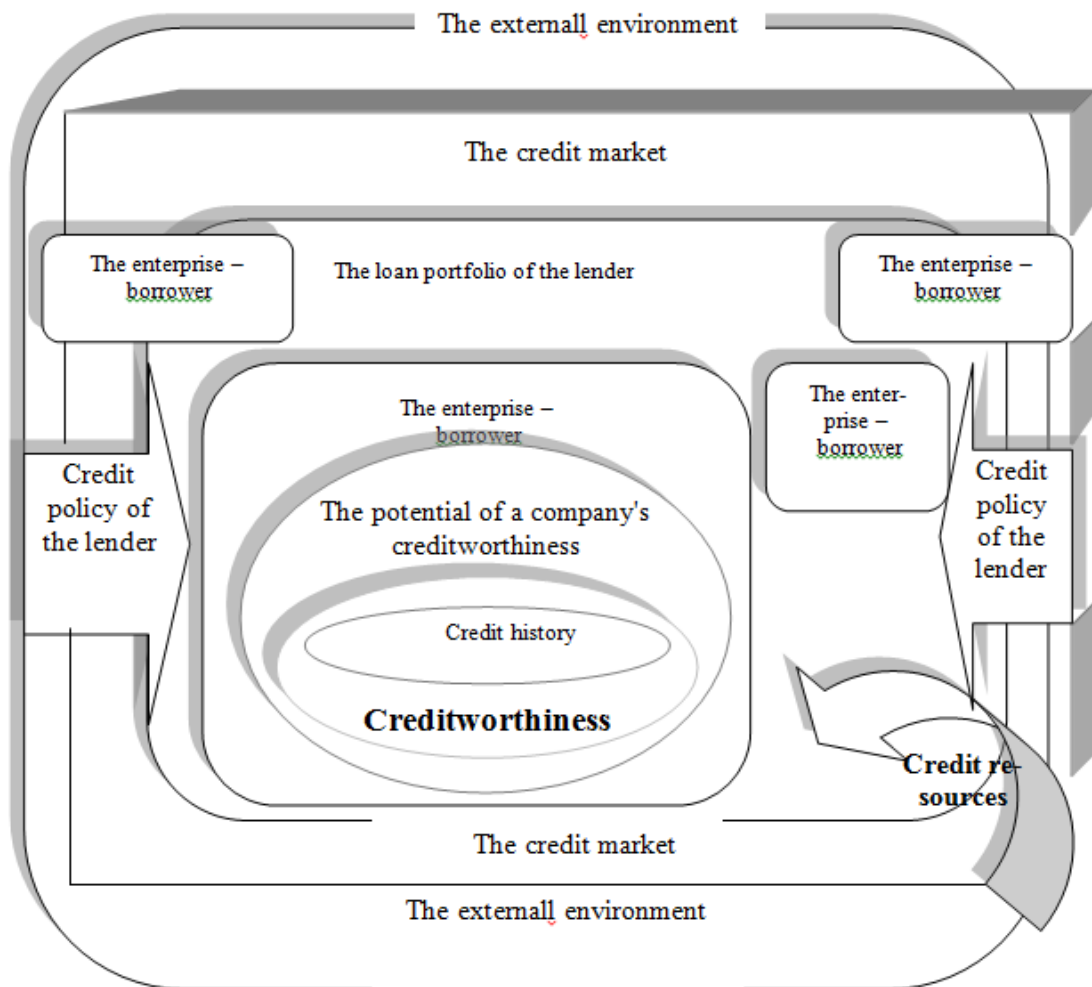 The externall environment
The credit market
The enterprise –
borrower
The loan portfolio of the lender
The enterprise –
borrower
The enterprise –
borrower
The enter-
prise –
borrower
Credit
policy of
the lender
The potential of a company's
creditworthiness
Credit
policy
of the
lender
Credit history
Creditworthiness
Credit re-
sources
The credit market
The externall environment